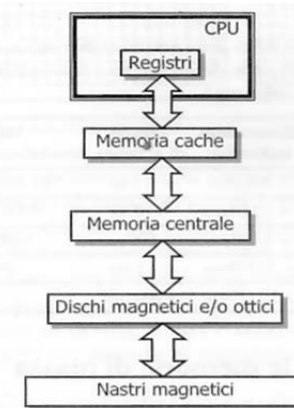 CPU
Registri
Memoria cache
Memoria centrale
Dischi magnetici e/o ottici
Nastri magnetici